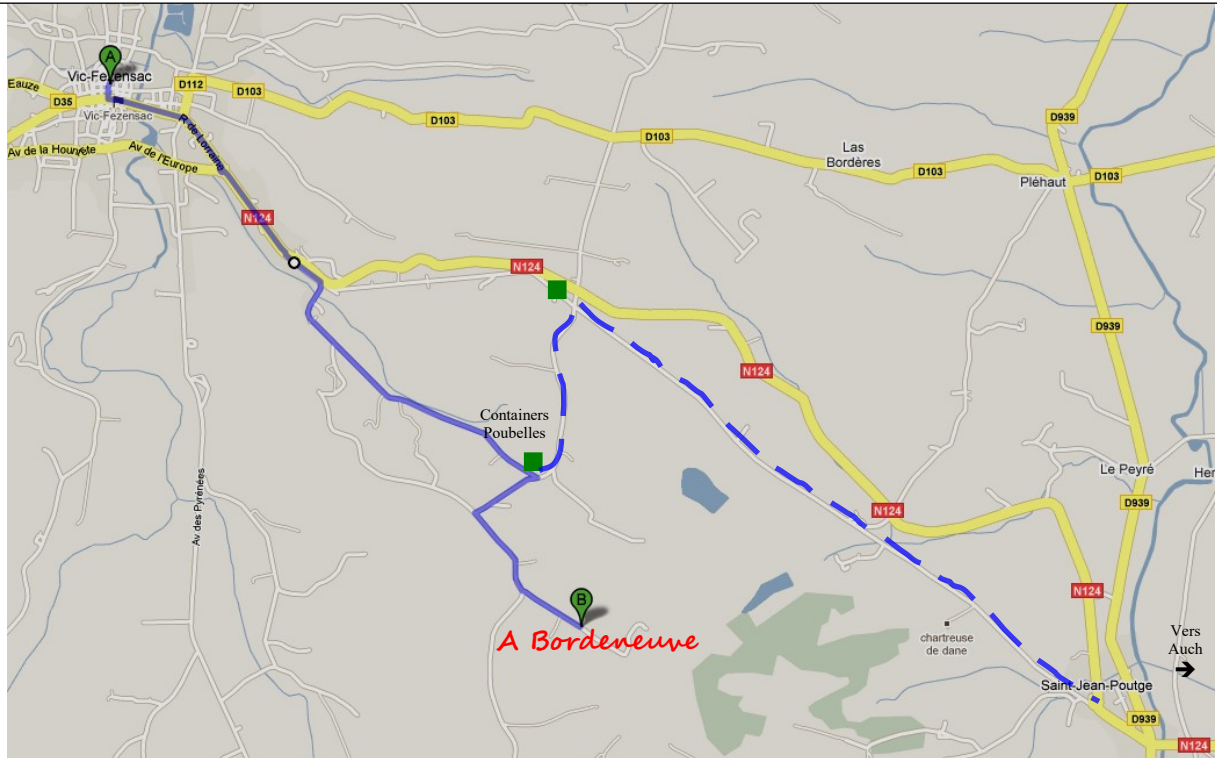 A
Vic-Fezensac
Eauze
D112
D103
D35
Vic-Fezensac
D939
D103
R de Lorraine
D103
Av de la Hournete
Av de l'Europe
Las
Bordères
D103
D103
Pléhaut
N124
N124
D939
N124
Containers
Poubelles
Le Peyré
Her
Av des Pyrénées
D939
N124
B
N124
A Bordeneuve
chartreuse
de dane
Vers
Auch
➔
Saint-Jean-Poutge
D939
N124